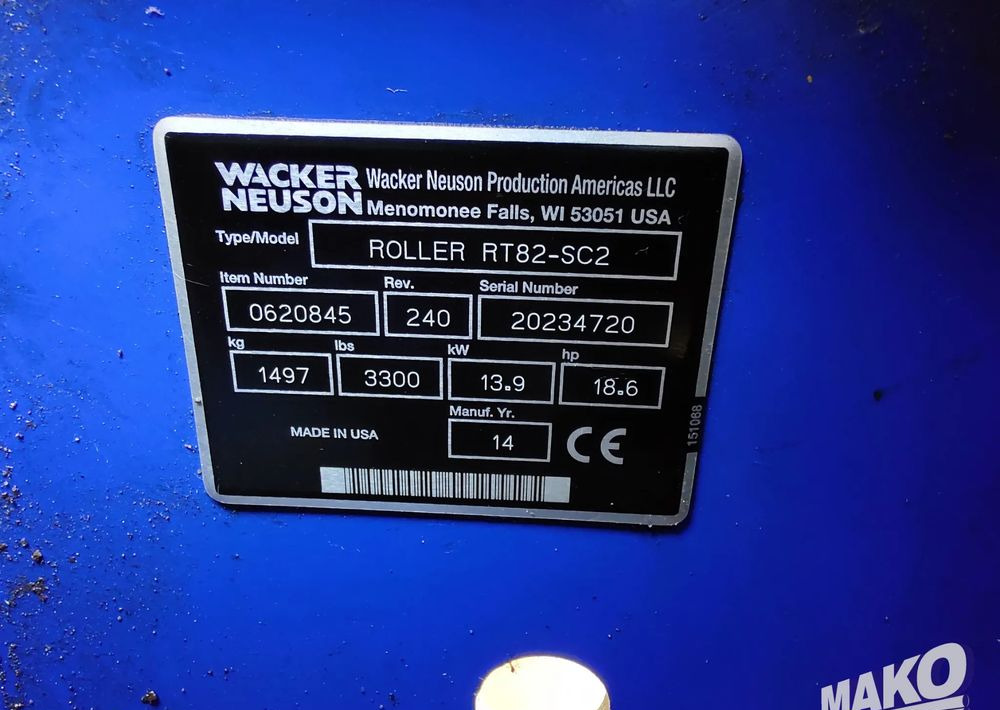 WACKER NEUSON
Wacker Neuson Production Americas LLC
Menomonee Falls, WI 53051 USA
Type/Model ROLLER RT82-SC2
Item Number Rev. Serial Number
0620845 240 20234720
kg lbs kW hp
1497 3300 13.9 18.6
Manuf. Yr.
MADE IN USA 14 CE
151068
MAKO